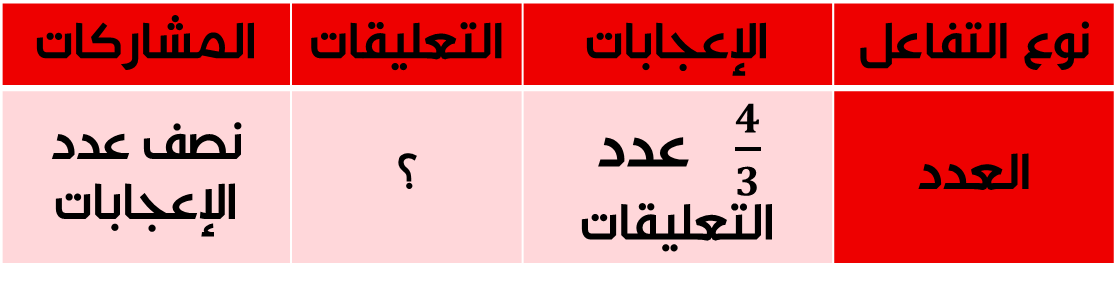 نوع التفاعل الإعجابات التعليقات المشاركات
العدد
4/3 عدد
التعليقات
؟
نصف عدد
الإعجابات